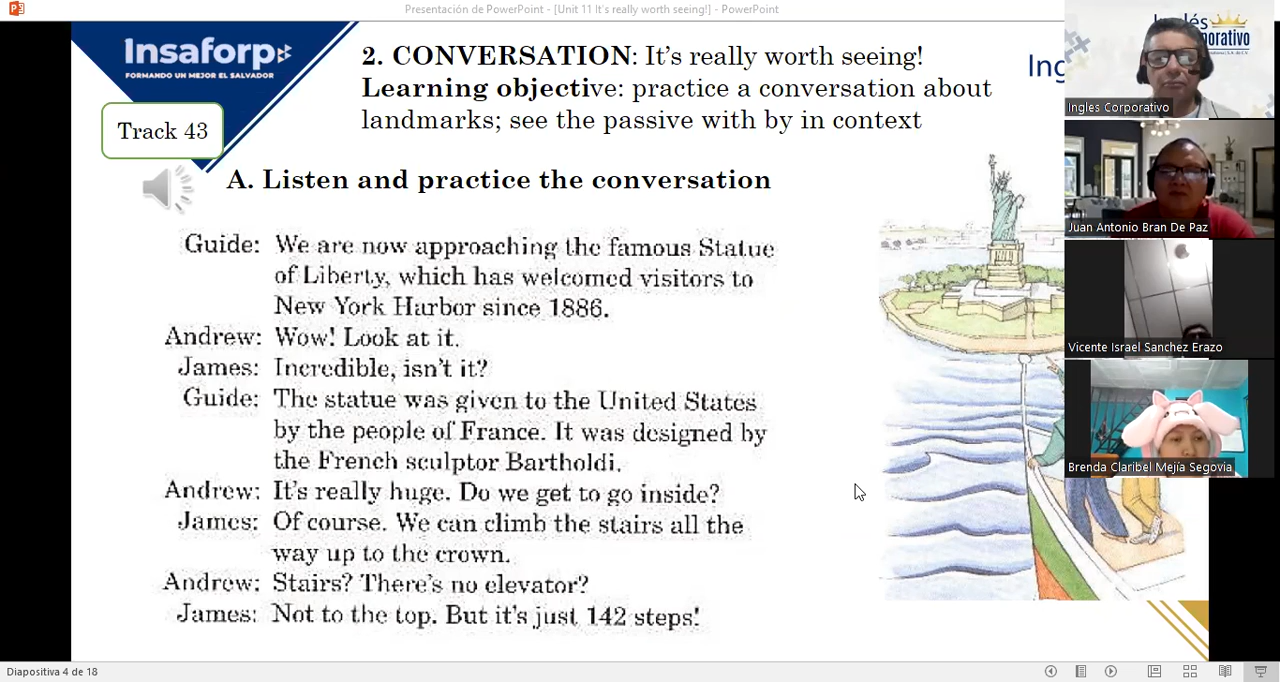 Presentación de PowerPoint - [Unit 11 It's really worth seeing!] - PowerPoint
Insaforp
FORMANDO UN MEJOR EL SALVADOR
2. CONVERSATION: It's really worth seeing!
Learning objective: practice a conversation about
landmarks; see the passive with by in context
Track 43
A. Listen and practice the conversation
Guide: We are now approaching the famous Statue
of Liberty, which has welcomed visitors to
New York Harbor since 1886.
Andrew: Wow! Look at it.
James: Incredible, isn't it?
Guide: The statue was given to the United States
by the people of France. It was designed by
the French sculptor Bartholdi.
Andrew: It's really huge. Do we get to go inside?
James: Of course. We can climb the stairs all the
way up to the crown.
Andrew: Stairs? There's no elevator?
James: Not to the top. But it's just 142 steps!
Ingles Corporativo
Juan Antonio Bran De Paz
Vicente Israel Sanchez Erazo
Brenda Claribel Mejía Segovia
Diapositiva 4 de 18